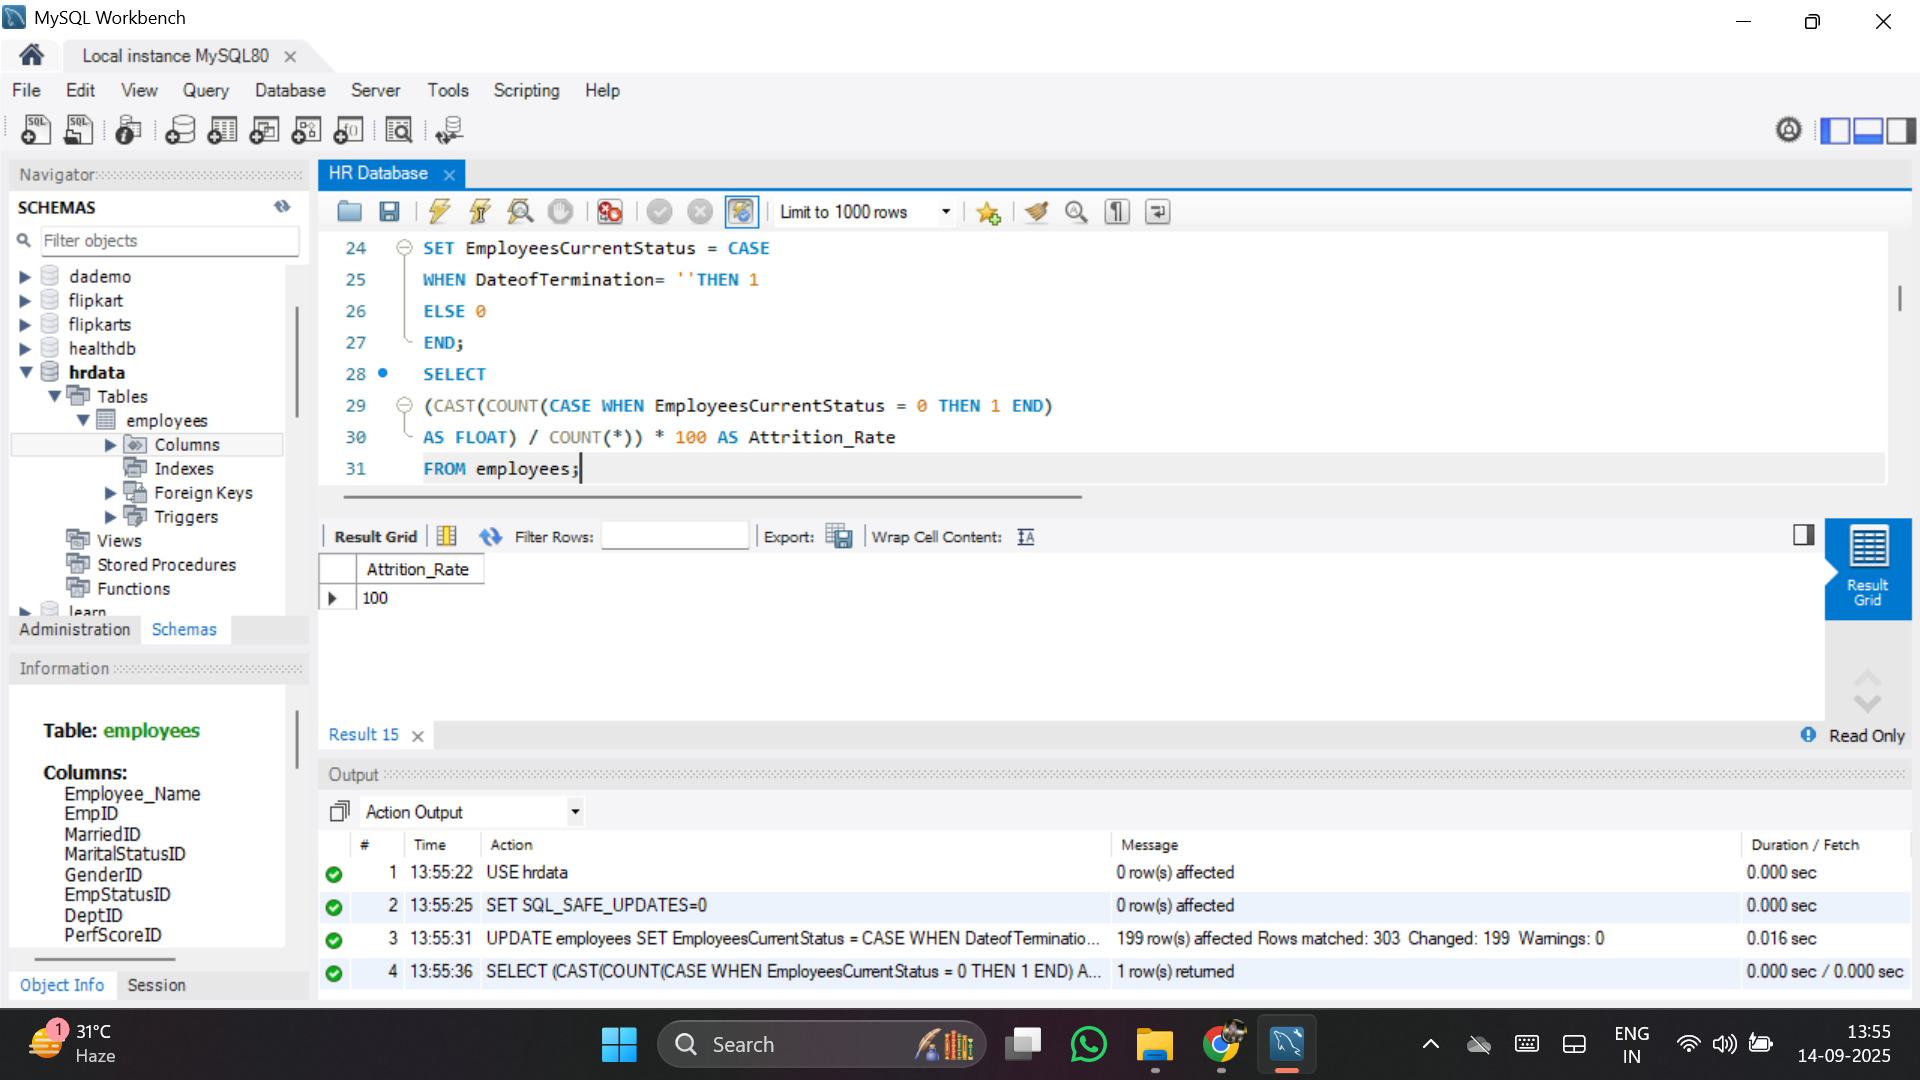 MySQL Workbench
Local instance MySQL80
File Edit View Query Database Server Tools Scripting Help
Navigator
SCHEMAS
Filter objects
dademo
flipkart
flipkarts
healthdb
hrdata
Tables
employees
Columns
Indexes
Foreign Keys
Triggers
Views
Stored Procedures
Functions
learn
Administration Schemas
Information
Table: employees
Columns:
Employee_Name
EmpID
MarriedID
MaritalStatusID
GenderID
EmpStatusID
DeptID
PerfScoreID
Object Info Session
HR Database
Limit to 1000 rows
24 SET EmployeesCurrentStatus = CASE
25 WHEN DateofTermination= ''THEN 1
26 ELSE 0
27 END;
28 SELECT
29 (CAST(COUNT(CASE WHEN EmployeesCurrentStatus = 0 THEN 1 END)
30 AS FLOAT) / COUNT(*)) * 100 AS Attrition_Rate
31 FROM employees;
Result Grid Filter Rows: Export: Wrap Cell Content:
Attrition_Rate
100
Result Grid
Result 15
Read Only
Output
Action Output
# Time Action Message Duration / Fetch
1 13:55:22 USE hrdata 0 row(s) affected 0.000 sec
2 13:55:25 SET SQL_SAFE_UPDATES=0 0 row(s) affected 0.000 sec
3 13:55:31 UPDATE employees SET EmployeesCurrentStatus = CASE WHEN DateofTerminatio... 199 row(s) affected Rows matched: 303 Changed: 199 Warnings: 0 0.016 sec
4 13:55:36 SELECT (CAST(COUNT(CASE WHEN EmployeesCurrentStatus = 0 THEN 1 END) A... 1 row(s) returned 0.000 sec / 0.000 sec
1
31°C
Haze
Search
ENG
IN
13:55
14-09-2025